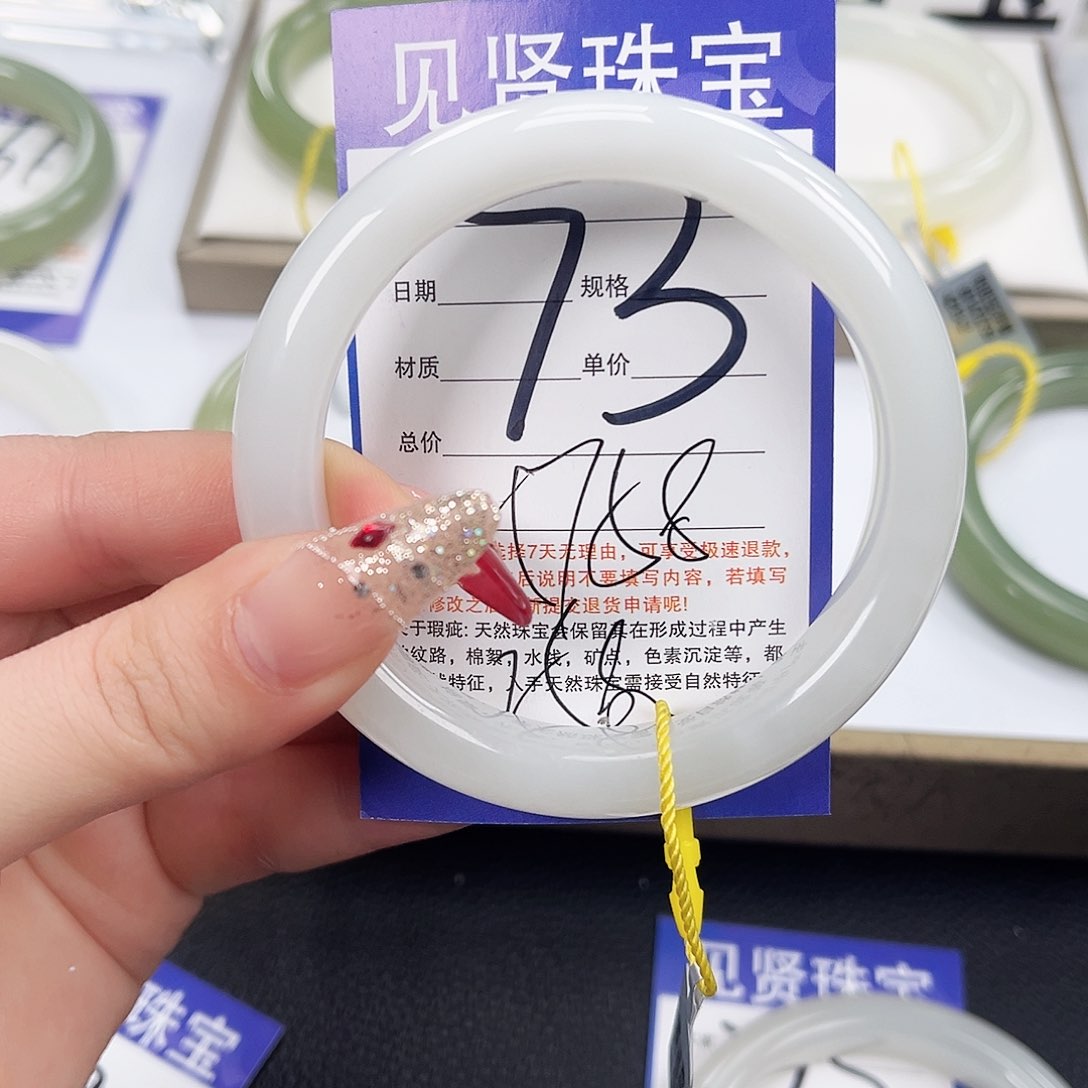 见贤珠宝
73
日期 规格
材质 单价
总价
768
择7天无理由，可享受极速退款，
后说明不要填写内容，若填写
修改之后 新提交退货申请呢!
关于瑕疵: 天然珠宝会保留其在形成过程中产生
纹路，棉絮，水线，矿点，色素沉淀等，都
特征，入手天然珠宝需接受自然特征
见贤珠宝
珠宝